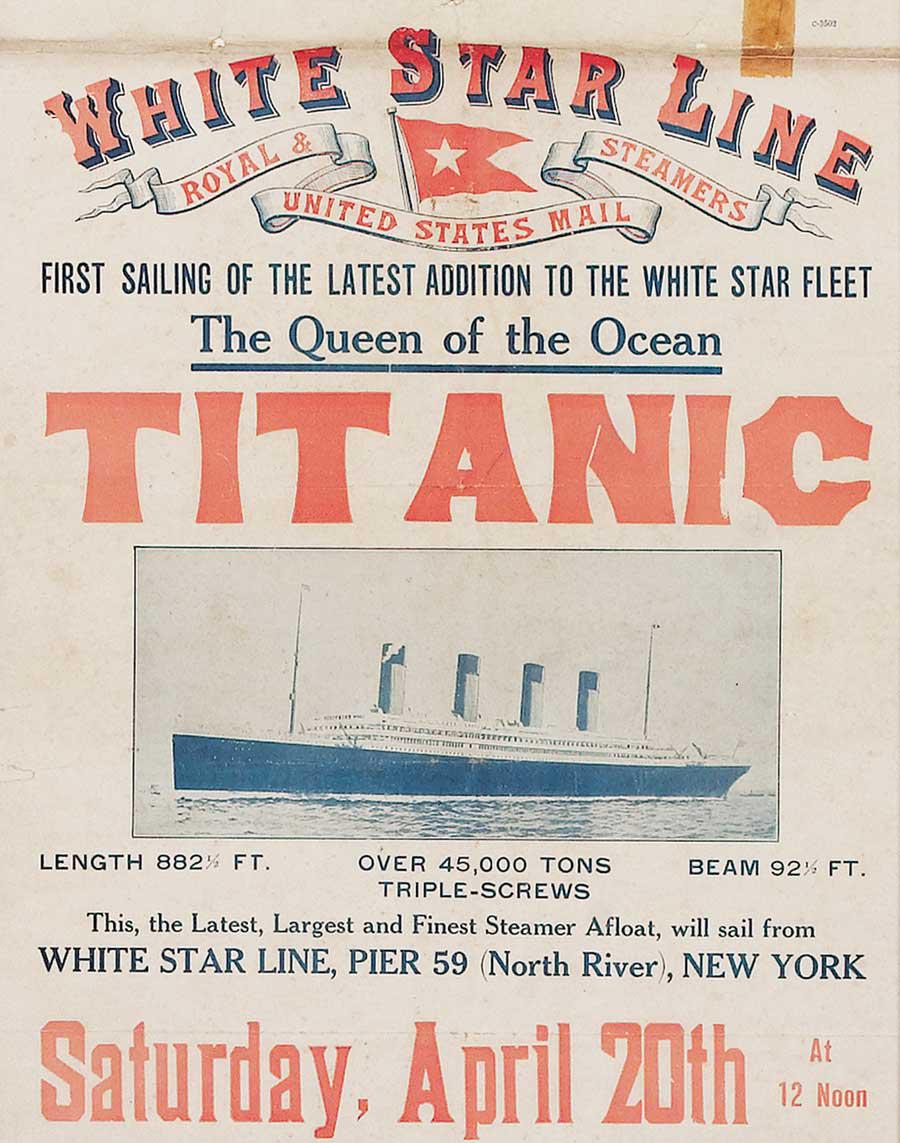 C-3502
WHITE STAR LINE
ROYAL & UNITED STATES MAIL STEAMERS
FIRST SAILING OF THE LATEST ADDITION TO THE WHITE STAR FLEET
The Queen of the Ocean
TITANIC
LENGTH 882½ FT. OVER 45,000 TONS BEAM 92½ FT.
TRIPLE-SCREWS
This, the Latest, Largest and Finest Steamer Afloat, will sail from
WHITE STAR LINE, PIER 59 (North River), NEW YORK
Saturday, April 20th At
12 Noon